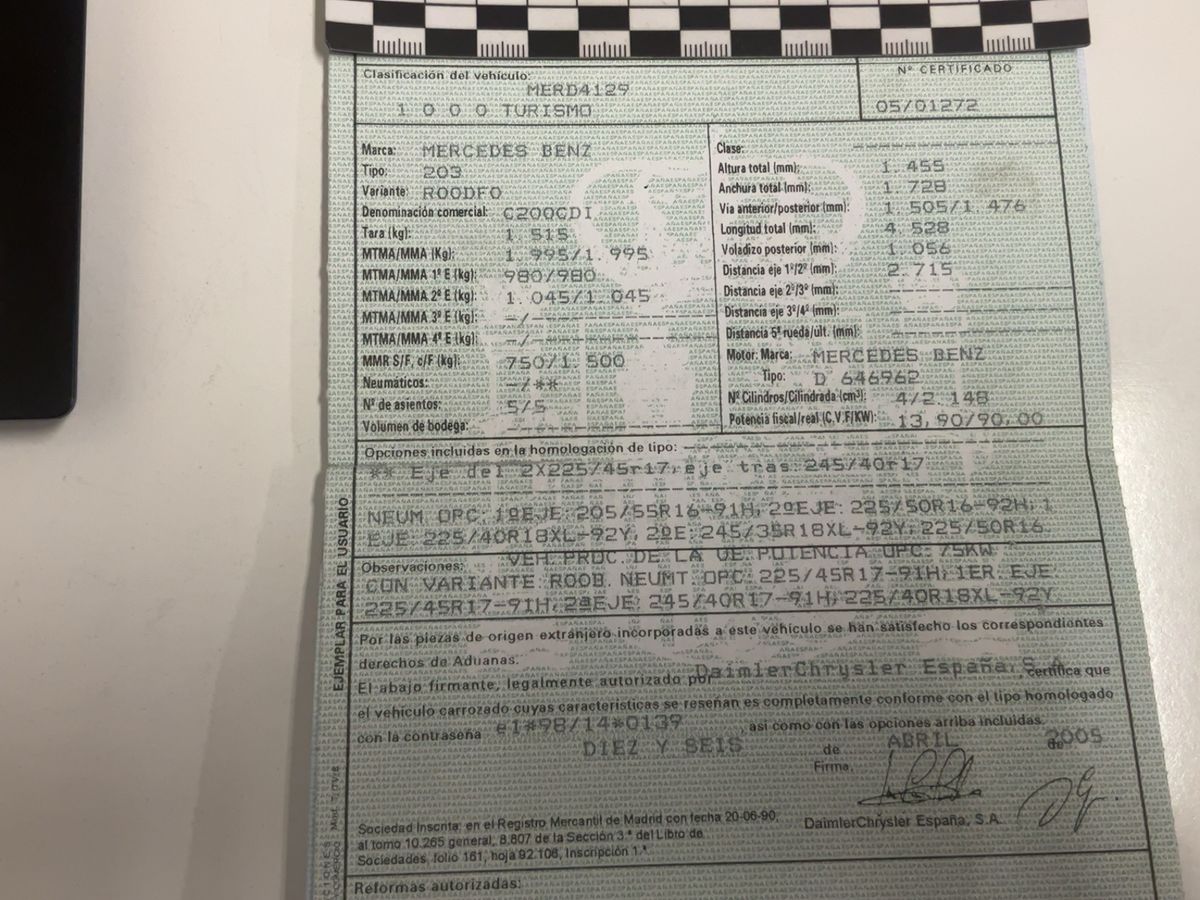 Clasificación del vehículo:
MERD4129
1 0 0 0 TURISMO
Nº CERTIFICADO
05/01272
Marca: MERCEDES BENZ
Tipo: 203
Variante: ROODFO
Denominación comercial: C200CDI
Tara (kg): 1.515
MTMA/MMA (Kg): 1.995/1.995
MTMA/MMA 1º E (kg): 980/980
MTMA/MMA 2º E (kg): 1.045/1.045
MTMA/MMA 3º E (kg): -/-
MTMA/MMA 4º E (kg): -/-
MMR S/F, c/F (kg): 750/1.500
Neumáticos: -/**
Nº de asientos: 5/5
Volumen de bodega:
Clase:
Altura total (mm): 1.455
Anchura total (mm): 1.728
Via anterior/posterior (mm): 1.505/1.476
Longitud total (mm): 4.528
Voladizo posterior (mm): 1.056
Distancia eje 1º/2º (mm): 2.715
Distancia eje 2º/3º (mm):
Distancia eje 3º/4º (mm):
Distancia 5ª rueda/últ. (mm):
Motor: Marca: MERCEDES BENZ
Tipo: D 646962
Nº Cilindros/Cilindrada (cm³): 4/2.148
Potencia fiscal/real (C.V.F/KW): 13,90/90,00
Opciones incluidas en la homologación de tipo:
** Eje del 2X225/45r17,eje tras 245/40r17
NEUM OPC: 1ºEJE: 205/55R16-91H; 2ºEJE: 225/50R16-92H; 1
EJE 225/40R18XL-92Y, 2ºE: 245/35R18XL-92Y; 225/50R16
Observaciones: VEH PROC DE LA UE POTENCIA OPC: 75KW
CON VARIANTE ROOB. NEUMT OPC: 225/45R17-91H; 1ER. EJE
225/45R17-91H, 2ªEJE: 245/40R17-91H; 225/40R18XL-92Y
EJEMPLAR PARA EL USUARIO
Por las piezas de origen extranjero incorporadas a este vehículo se han satisfecho los correspondientes
derechos de Aduanas.
El abajo firmante, legalmente autorizado por DaimlerChrysler España, S.A. certifica que
el vehículo carrozado cuyas características se reseñan es completamente conforme con el tipo homologado
con la contraseña e1*98/14*0139, así como con las opciones arriba incluidas.
DIEZ Y SEIS de ABRIL de 2005
Firma.
DaimlerChrysler España, S.A.
Sociedad Inscrita: en el Registro Mercantil de Madrid con fecha 20-06-90,
al tomo 10.265 general, 8.807 de la Sección 3.ª del Libro de
Sociedades, folio 161, hoja 92.106, Inscripción 1.ª.
Reformas autorizadas: